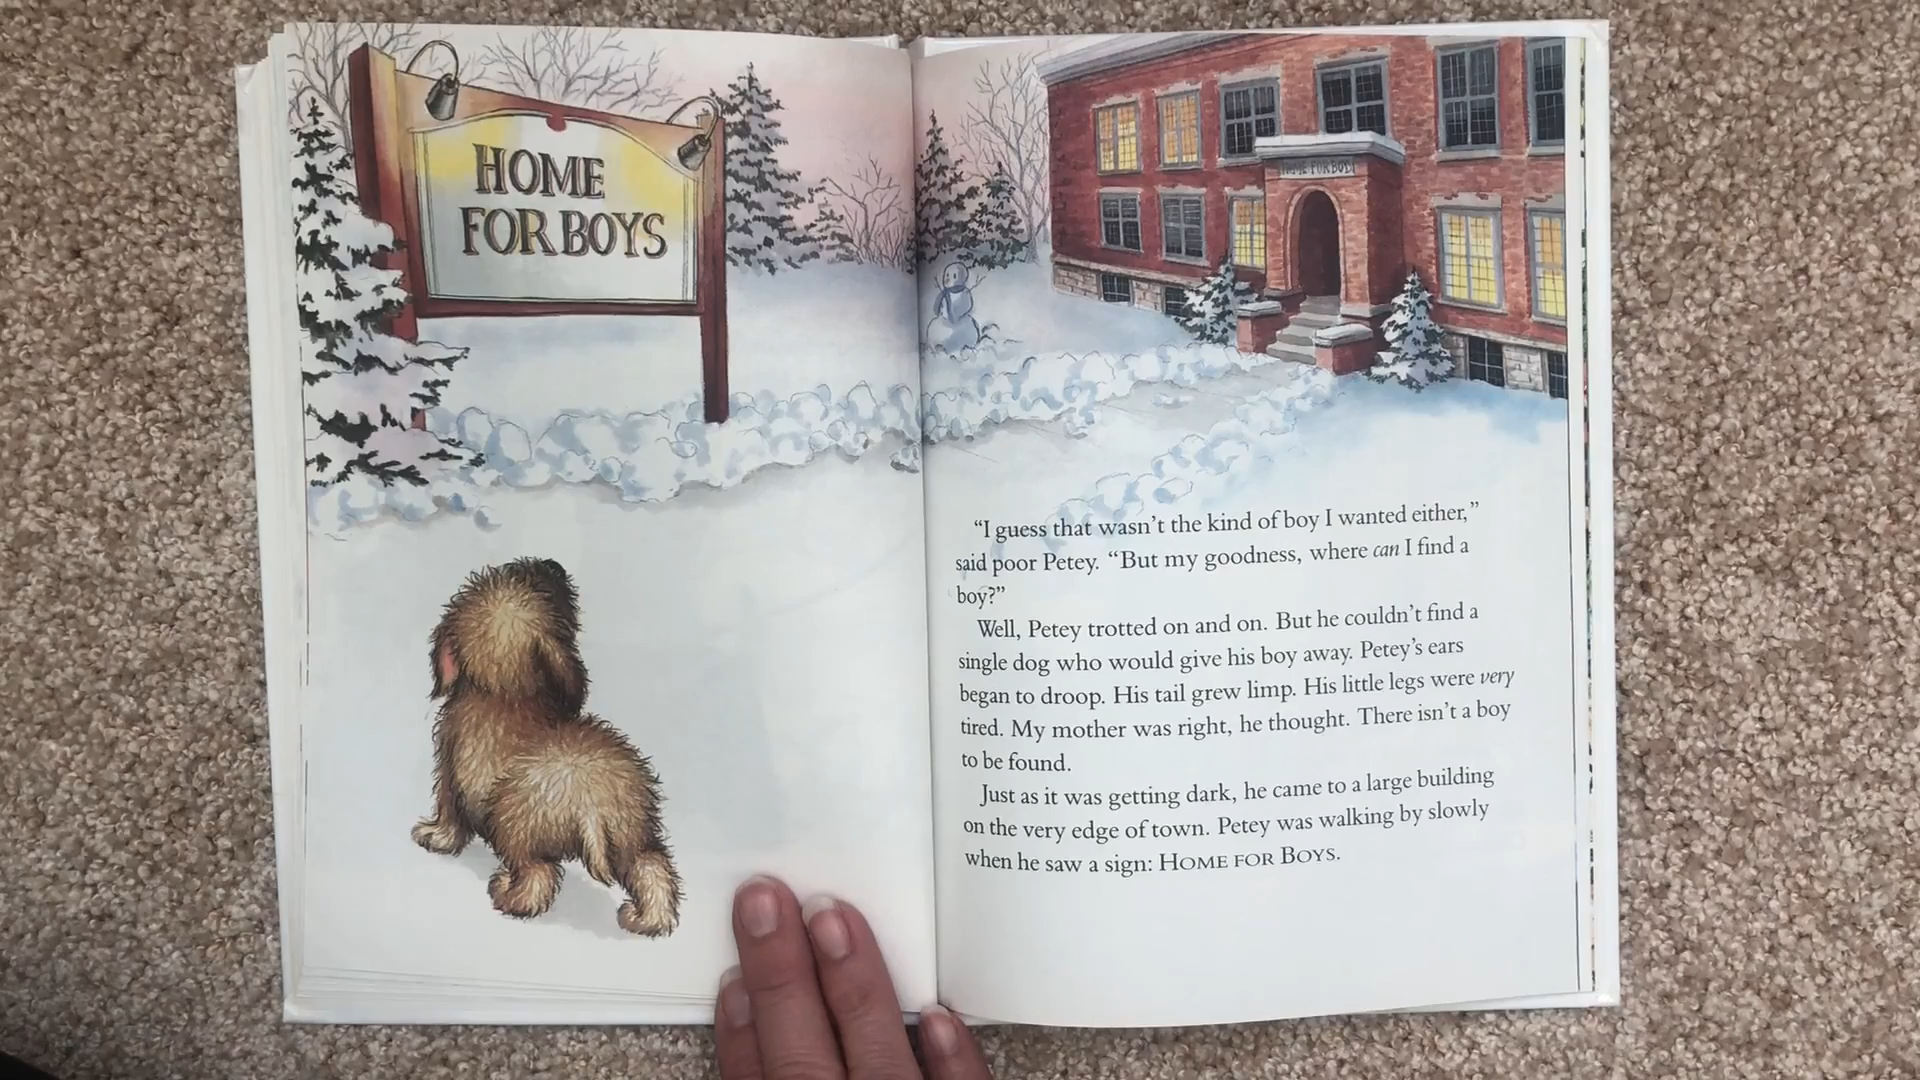 HOME
FOR BOYS
HOME FOR BOYS
“I guess that wasn’t the kind of boy I wanted either,”
said poor Petey. “But my goodness, where can I find a
boy?”
Well, Petey trotted on and on. But he couldn’t find a
single dog who would give his boy away. Petey’s ears
began to droop. His tail grew limp. His little legs were very
tired. My mother was right, he thought. There isn’t a boy
to be found.
Just as it was getting dark, he came to a large building
on the very edge of town. Petey was walking by slowly
when he saw a sign: HOME FOR BOYS.